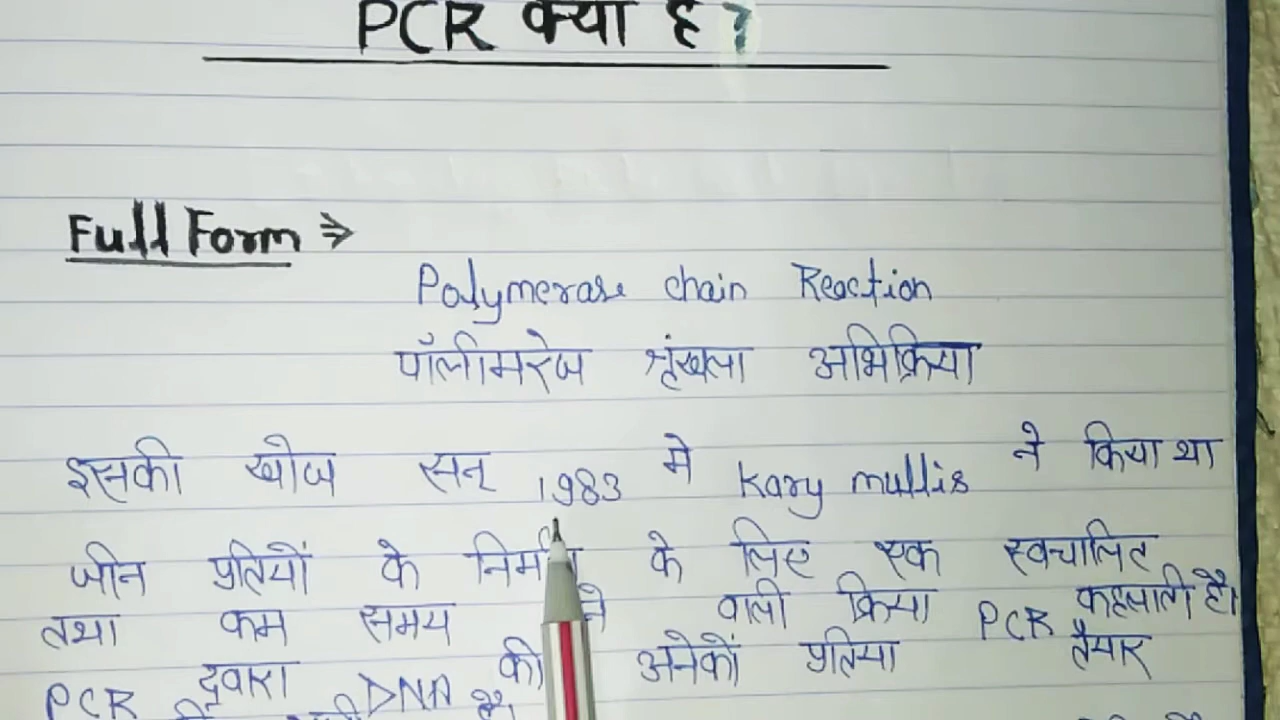 PCR क्या है ?
Full Form ⇒
Polymerase chain Reaction
पॉलीमरेज श्रृंखला अभिक्रिया
इसकी खोज सन् 1983 मे Kary mullis ने किया था
जीन प्रतियों के के लिए एक स्वचालित
तथा कम समय वाली क्रिया PCR कहलाती है।
PCR द्वारा DNA की अनेकों प्रतिया तैयार
है।